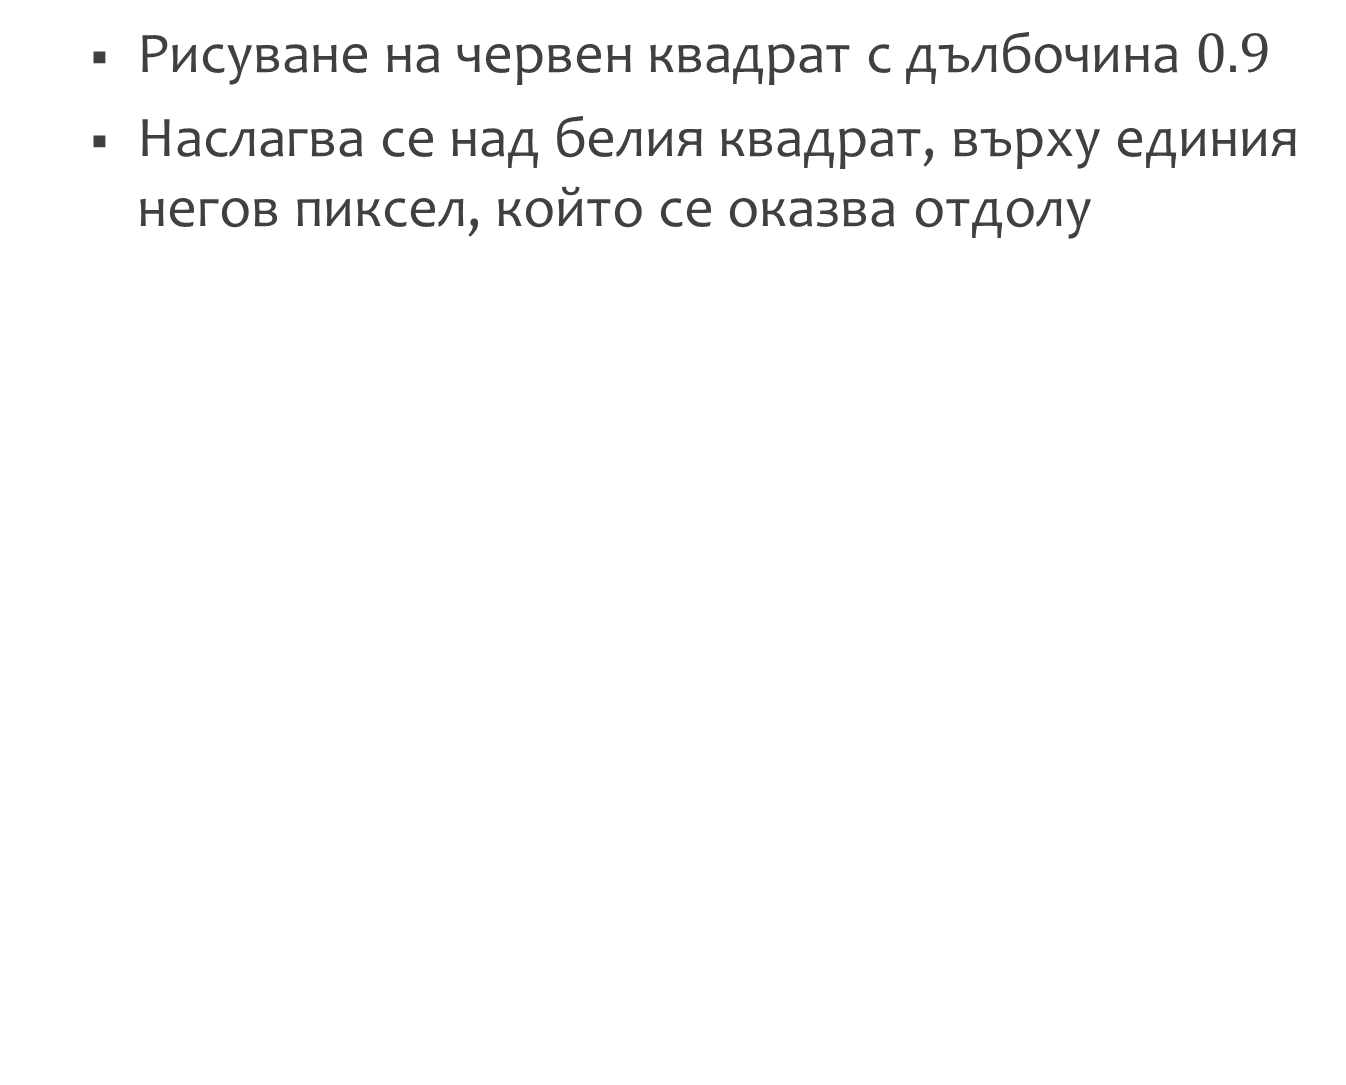 ▪ Рисуване на червен квадрат с дълбочина 0.9
▪ Наслагва се над белия квадрат, върху единия
негов пиксел, който се оказва отдолу